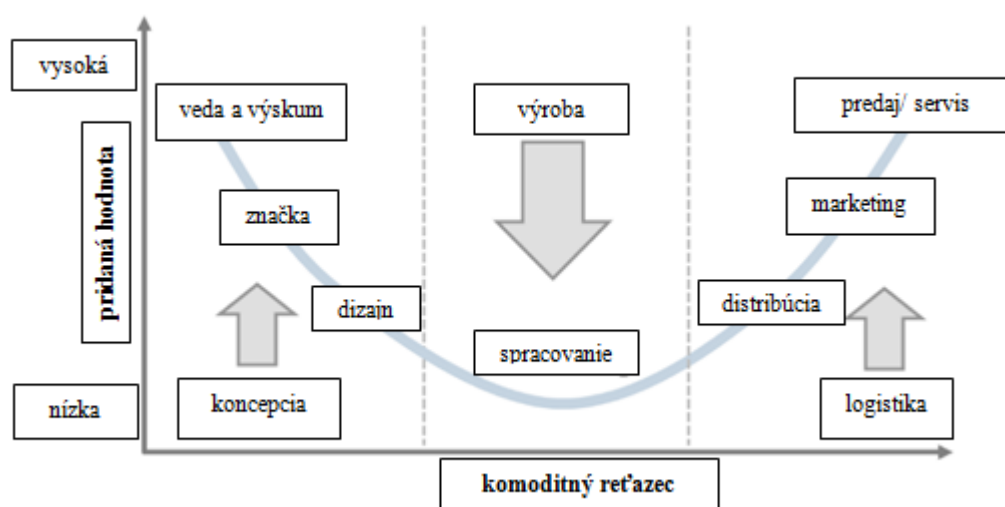 vysoká
veda a výskum
výroba
predaj/ servis
pridaná hodnota
značka
marketing
dizajn
distribúcia
spracovanie
nízka
koncepcia
logistika
komoditný reťazec